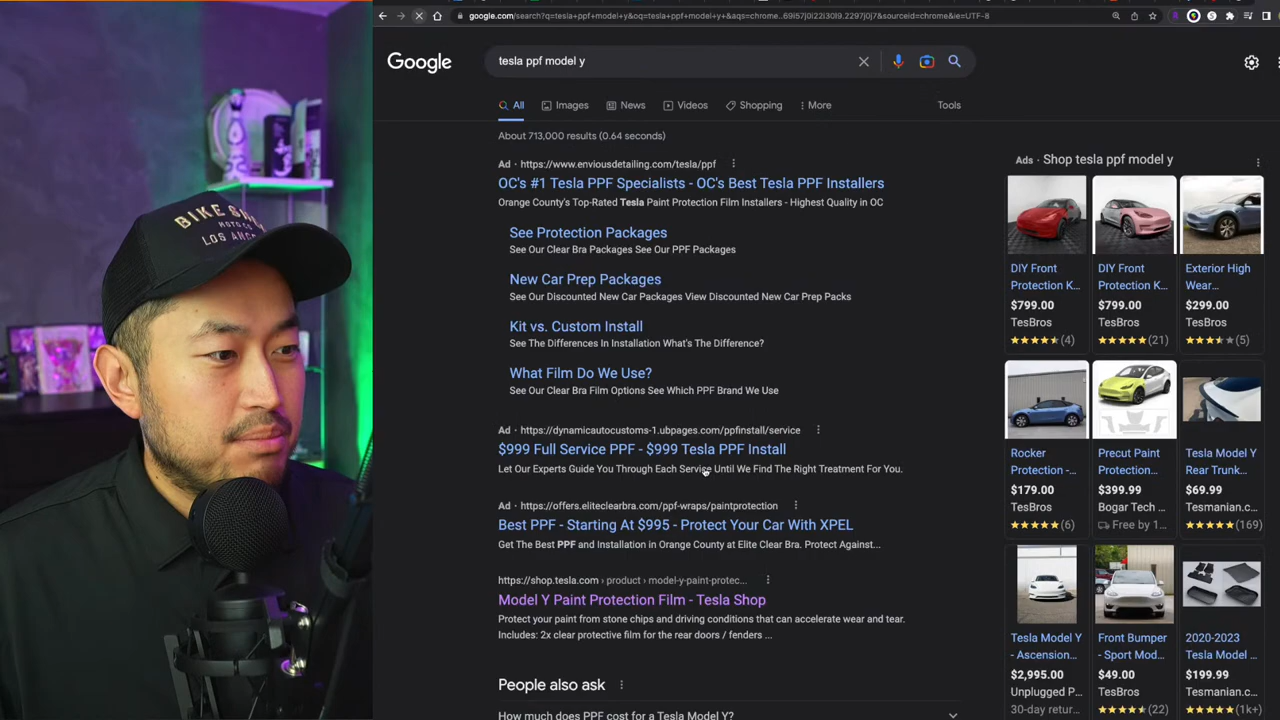 google.com/search?q=tesla+ppf+model+y&oq=tesla+ppf+model+y+&aqs=chrome..69i57j0i22i30l9.2297j0j7&sourceid=chrome&ie=UTF-8
Google
tesla ppf model y
All
Images
News
Videos
Shopping
More
Tools
About 713,000 results (0.64 seconds)
Ad · https://www.enviousdetailing.com/tesla/ppf
OC's #1 Tesla PPF Specialists - OC's Best Tesla PPF Installers
Orange County's Top-Rated Tesla Paint Protection Film Installers - Highest Quality in OC
See Protection Packages
See Our Clear Bra Packages See Our PPF Packages
New Car Prep Packages
See Our Discounted New Car Packages View Discounted New Car Prep Packs
Kit vs. Custom Install
See The Differences In Installation What's The Difference?
What Film Do We Use?
See Our Clear Bra Film Options See Which PPF Brand We Use
Ad · https://dynamicautocustoms-1.ubpages.com/ppfinstall/service
$999 Full Service PPF - $999 Tesla PPF Install
Let Our Experts Guide You Through Each Service Until We Find The Right Treatment For You.
Ad · https://offers.eliteclearbra.com/ppf-wraps/paintprotection
Best PPF - Starting At $995 - Protect Your Car With XPEL
Get The Best PPF and Installation in Orange County at Elite Clear Bra. Protect Against...
https://shop.tesla.com › product › model-y-paint-protec...
Model Y Paint Protection Film - Tesla Shop
Protect your paint from stone chips and driving conditions that can accelerate wear and tear.
Includes: 2x clear protective film for the rear doors / fenders ...
People also ask
How much does PPF cost for a Tesla Model Y?
Ads · Shop tesla ppf model y
DIY Front
Protection K...
$799.00
TesBros
(4)
DIY Front
Protection K...
$799.00
TesBros
(21)
Exterior High
Wear...
$299.00
TesBros
(5)
Rocker
Protection -...
$179.00
TesBros
(6)
Precut Paint
Protection...
$399.99
Bogar Tech ...
Free by 1...
Tesla Model Y
Rear Trunk...
$69.99
Tesmanian....
(169)
Tesla Model Y
- Ascension...
$2,995.00
Unplugged P...
30-day retur...
Front Bumper
- Sport Mod...
$49.00
TesBros
(22)
2020-2023
Tesla Model ...
$199.99
Tesmanian.c...
(1k+)
BIKE SHED
MOTO CO
LOS ANGE